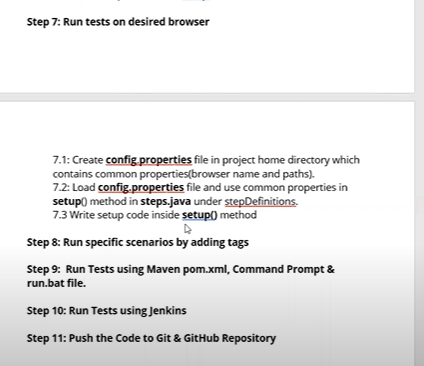 Step 7: Run tests on desired browser
7.1: Create config.properties file in project home directory which
contains common properties(browser name and paths).
7.2: Load config.properties file and use common properties in
setup() method in steps.java under stepDefinitions.
7.3 Write setup code inside setup() method
Step 8: Run specific scenarios by adding tags
Step 9: Run Tests using Maven pom.xml, Command Prompt &
run.bat file.
Step 10: Run Tests using Jenkins
Step 11: Push the Code to Git & GitHub Repository